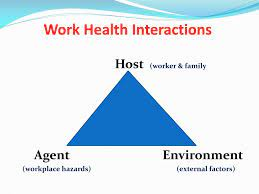 Work Health Interactions
Host (worker & family
Agent Environment
(workplace hazards) (external factors)